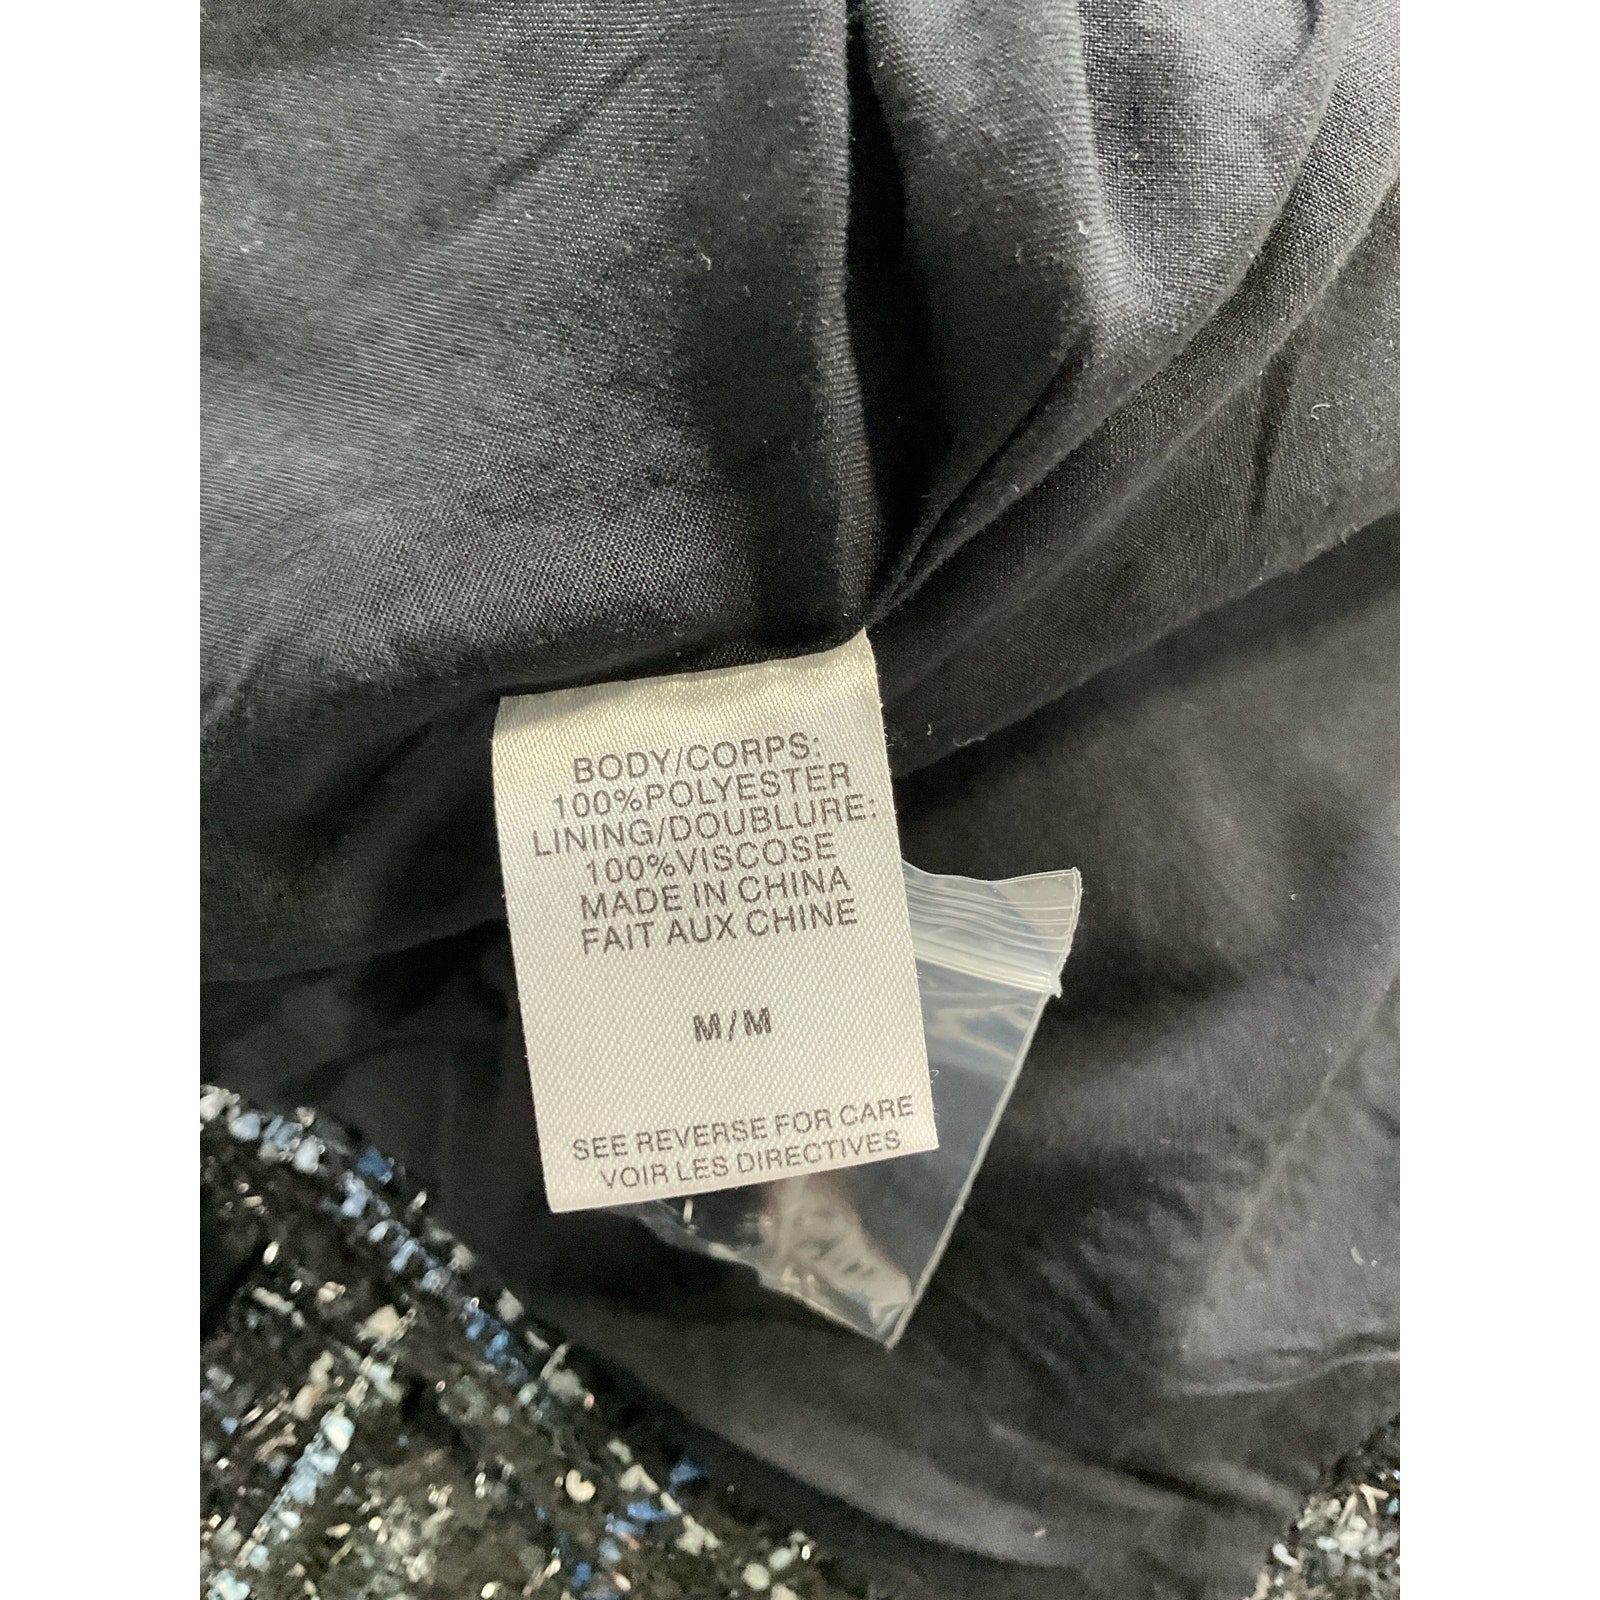 BODY/CORPS:
100%POLYESTER
LINING/DOUBLURE:
100%VISCOSE
MADE IN CHINA
FAIT AUX CHINE
M/M
SEE REVERSE FOR CARE
VOIR LES DIRECTIVES